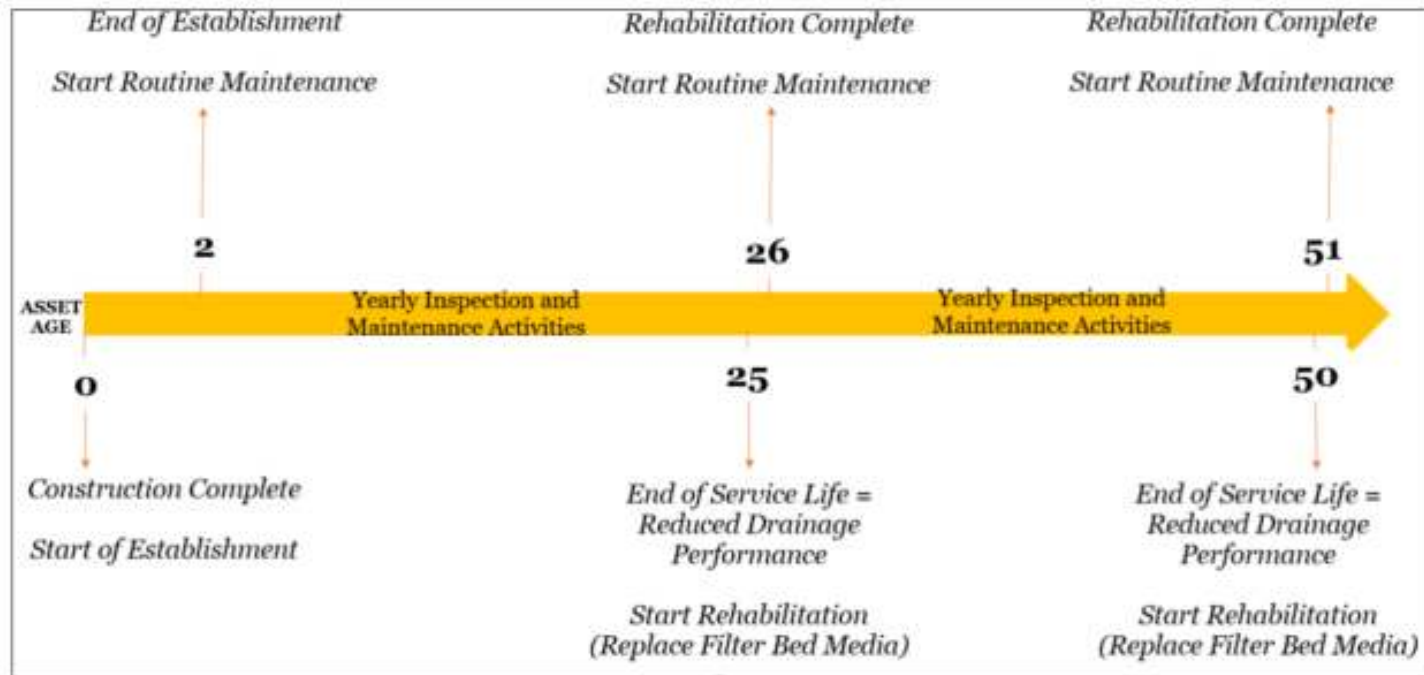 End of Establishment
Start Routine Maintenance
Rehabilitation Complete
Start Routine Maintenance
Rehabilitation Complete
Start Routine Maintenance
2
26
51
ASSET
AGE
Yearly Inspection and
Maintenance Activities
Yearly Inspection and
Maintenance Activities
0
25
50
Construction Complete
Start of Establishment
End of Service Life =
Reduced Drainage
Performance
Start Rehabilitation
(Replace Filter Bed Media)
End of Service Life =
Reduced Drainage
Performance
Start Rehabilitation
(Replace Filter Bed Media)